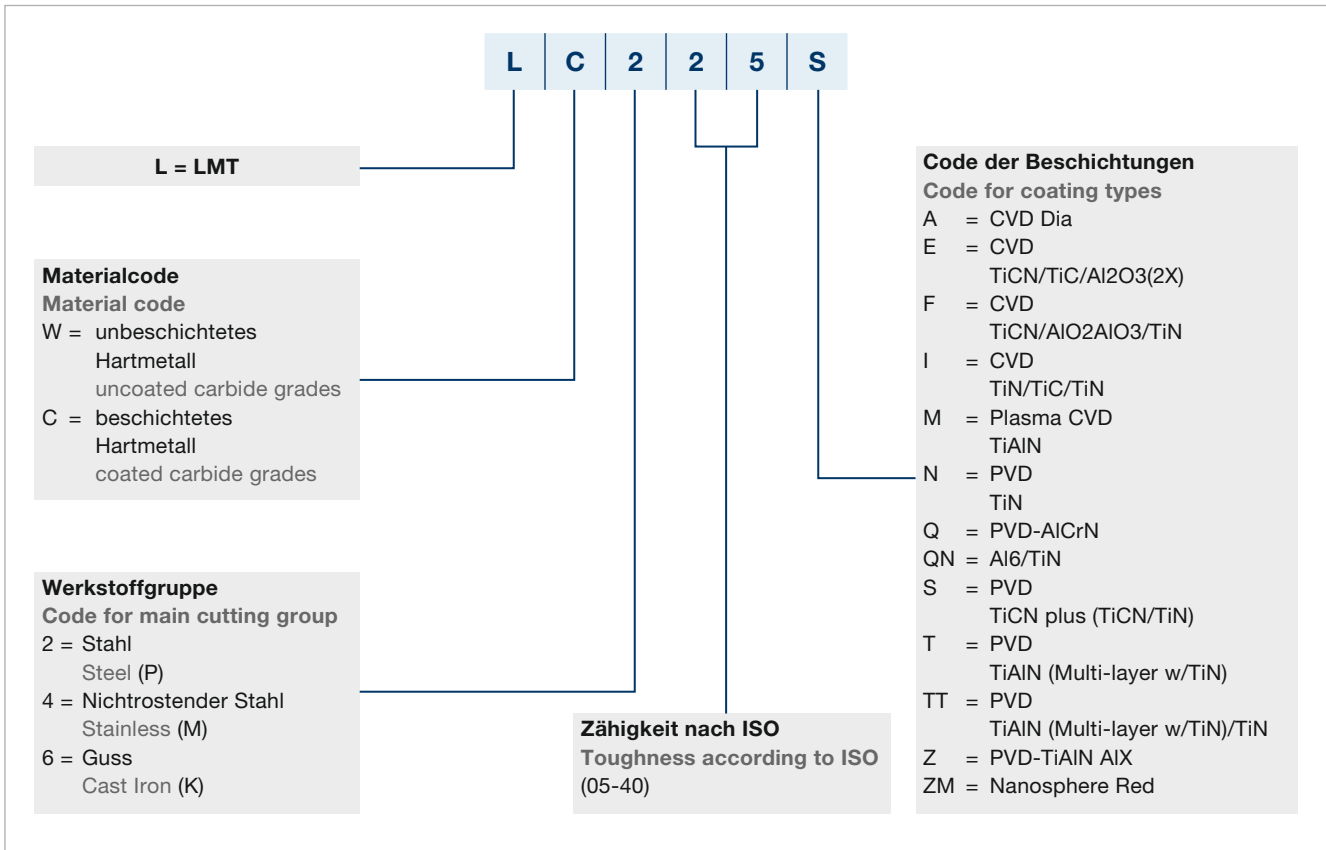 L C 2 2 5 S
L = LMT
Materialcode
Material code
W = unbeschichtetes
Hartmetall
uncoated carbide grades
C = beschichtetes
Hartmetall
coated carbide grades
Werkstoffgruppe
Code for main cutting group
2 = Stahl
Steel (P)
4 = Nichtrostender Stahl
Stainless (M)
6 = Guss
Cast Iron (K)
Zähigkeit nach ISO
Toughness according to ISO
(05-40)
Code der Beschichtungen
Code for coating types
A = CVD Dia
E = CVD
TiCN/TiC/Al2O3(2X)
F = CVD
TiCN/AlO2AlO3/TiN
I = CVD
TiN/TiC/TiN
M = Plasma CVD
TiAlN
N = PVD
TiN
Q = PVD-AlCrN
QN = Al6/TiN
S = PVD
TiCN plus (TiCN/TiN)
T = PVD
TiAlN (Multi-layer w/TiN)
TT = PVD
TiAlN (Multi-layer w/TiN)/TiN
Z = PVD-TiAlN AlX
ZM = Nanosphere Red